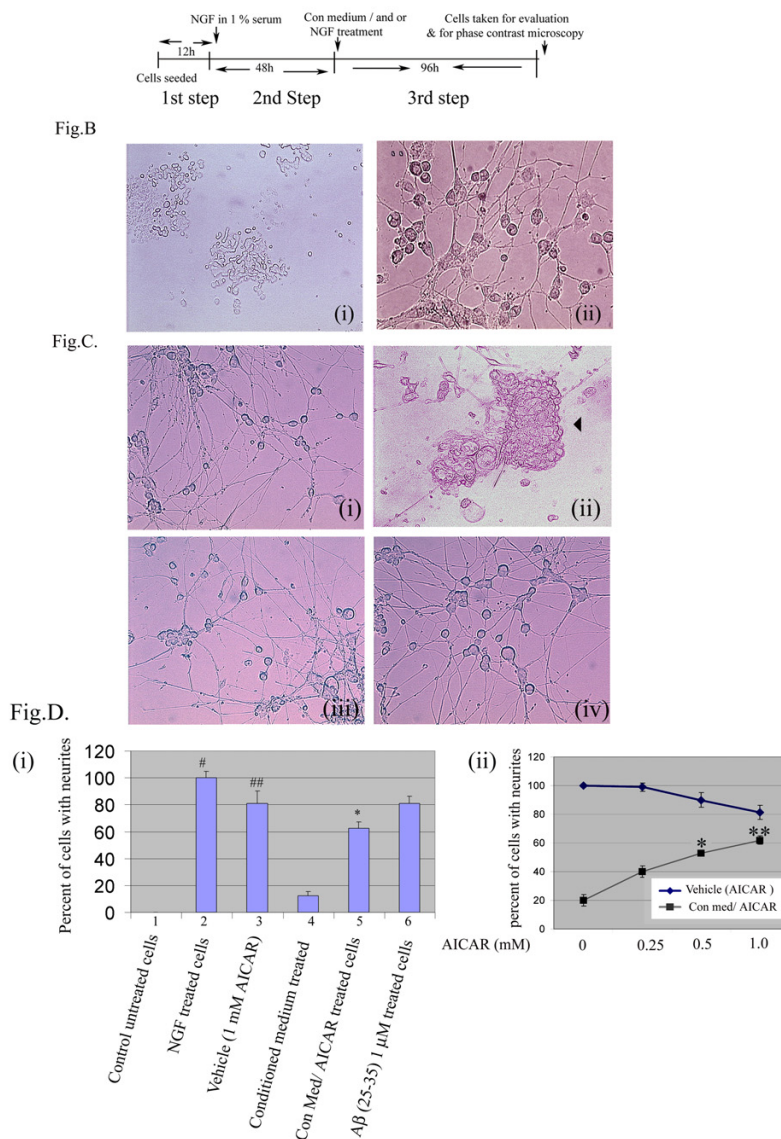 NGF in 1 % serum
Con medium / and or
NGF treatment
Cells taken for evaluation
& for phase contrast microscopy
12h
48h
96h
Cells seeded
1st step
2nd Step
3rd step
Fig.B
(i)
(ii)
Fig.C.
(i)
(ii)
(iii)
(iv)
Fig.D.
(i)
Percent of cells with neurites
120
100
80
60
40
20
0
#
##
*
1
2
3
4
5
6
Control untreated cells
NGF treated cells
Vehicle (1 mM AICAR)
Conditioned medium treated
Con Med/ AICAR treated cells
Aβ (25-35) 1 μM treated cells
(ii)
percent of cells with neurites
120
100
80
60
40
20
0
*
**
Vehicle (AICAR )
Con med/ AICAR
AICAR (mM)
0
0.25
0.5
1.0